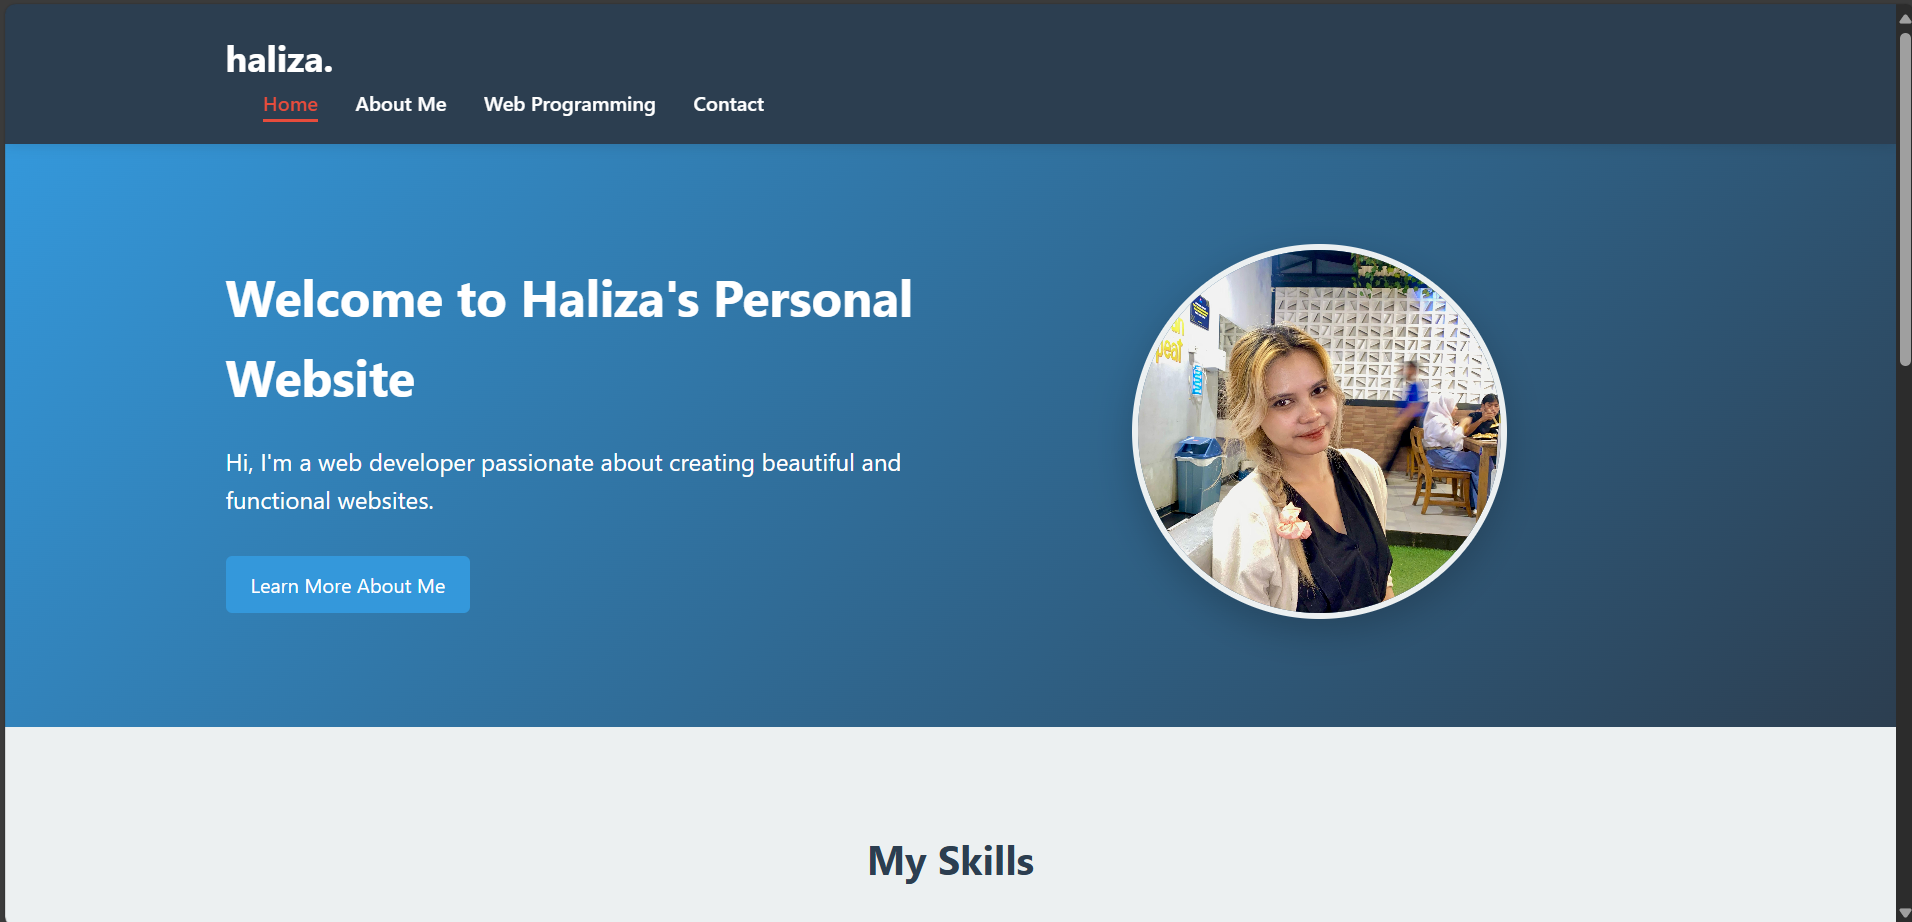 haliza.
Home About Me Web Programming Contact
Welcome to Haliza's Personal
Website
Hi, I'm a web developer passionate about creating beautiful and
functional websites.
Learn More About Me
My Skills